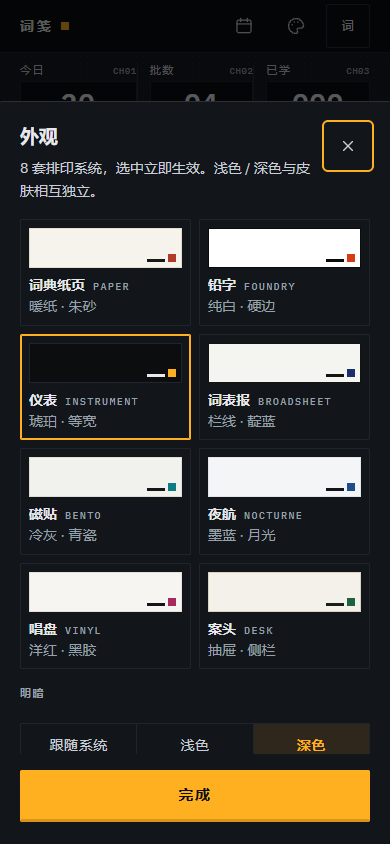 词笺
词
今日 CH01 批数 CH02 已学 CH03
外观
8 套排印系统，选中立即生效。浅色 / 深色与皮
肤相互独立。
词典纸页 PAPER
暖纸 · 朱砂
铅字 FOUNDRY
纯白 · 硬边
仪表 INSTRUMENT
琥珀 · 等宽
词表报 BROADSHEET
栏线 · 靛蓝
磁贴 BENTO
冷灰 · 青瓷
夜航 NOCTURNE
墨蓝 · 月光
唱盘 VINYL
洋红 · 黑胶
案头 DESK
抽屉 · 侧栏
明暗
跟随系统 浅色 深色
完成